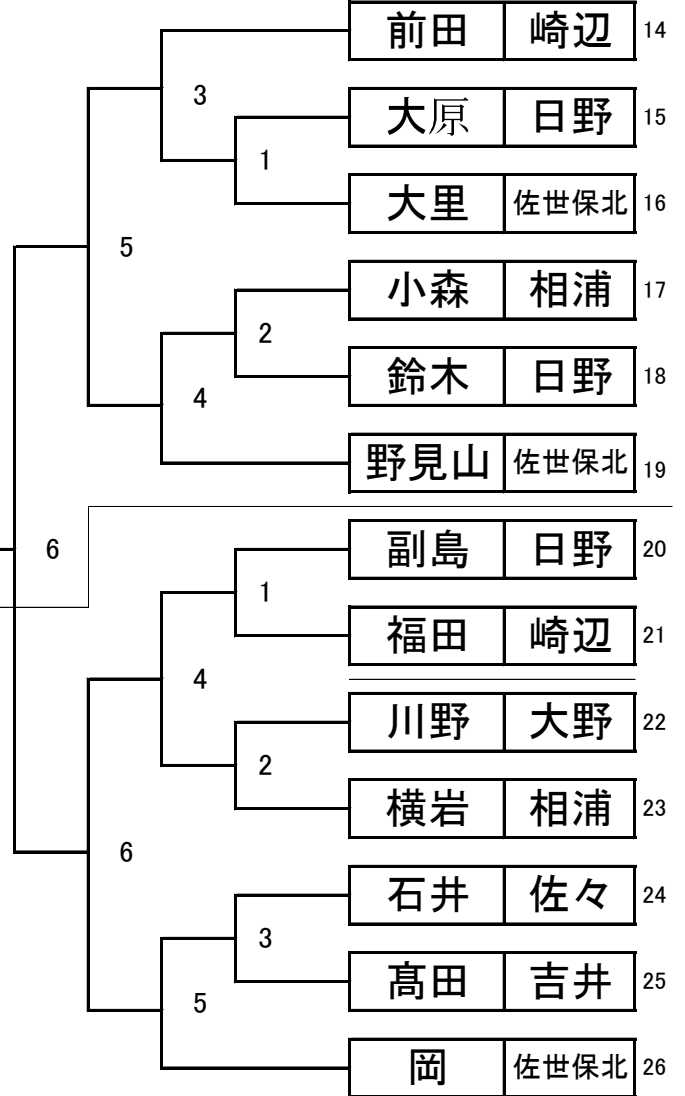 前田 崎辺 14
3
大原 日野 15
1
大里 佐世保北 16
5
小森 相浦 17
2
鈴木 日野 18
4
野見山 佐世保北 19
6
副島 日野 20
1
福田 崎辺 21
4
川野 大野 22
2
横岩 相浦 23
6
石井 佐々 24
3
髙田 吉井 25
5
岡 佐世保北 26